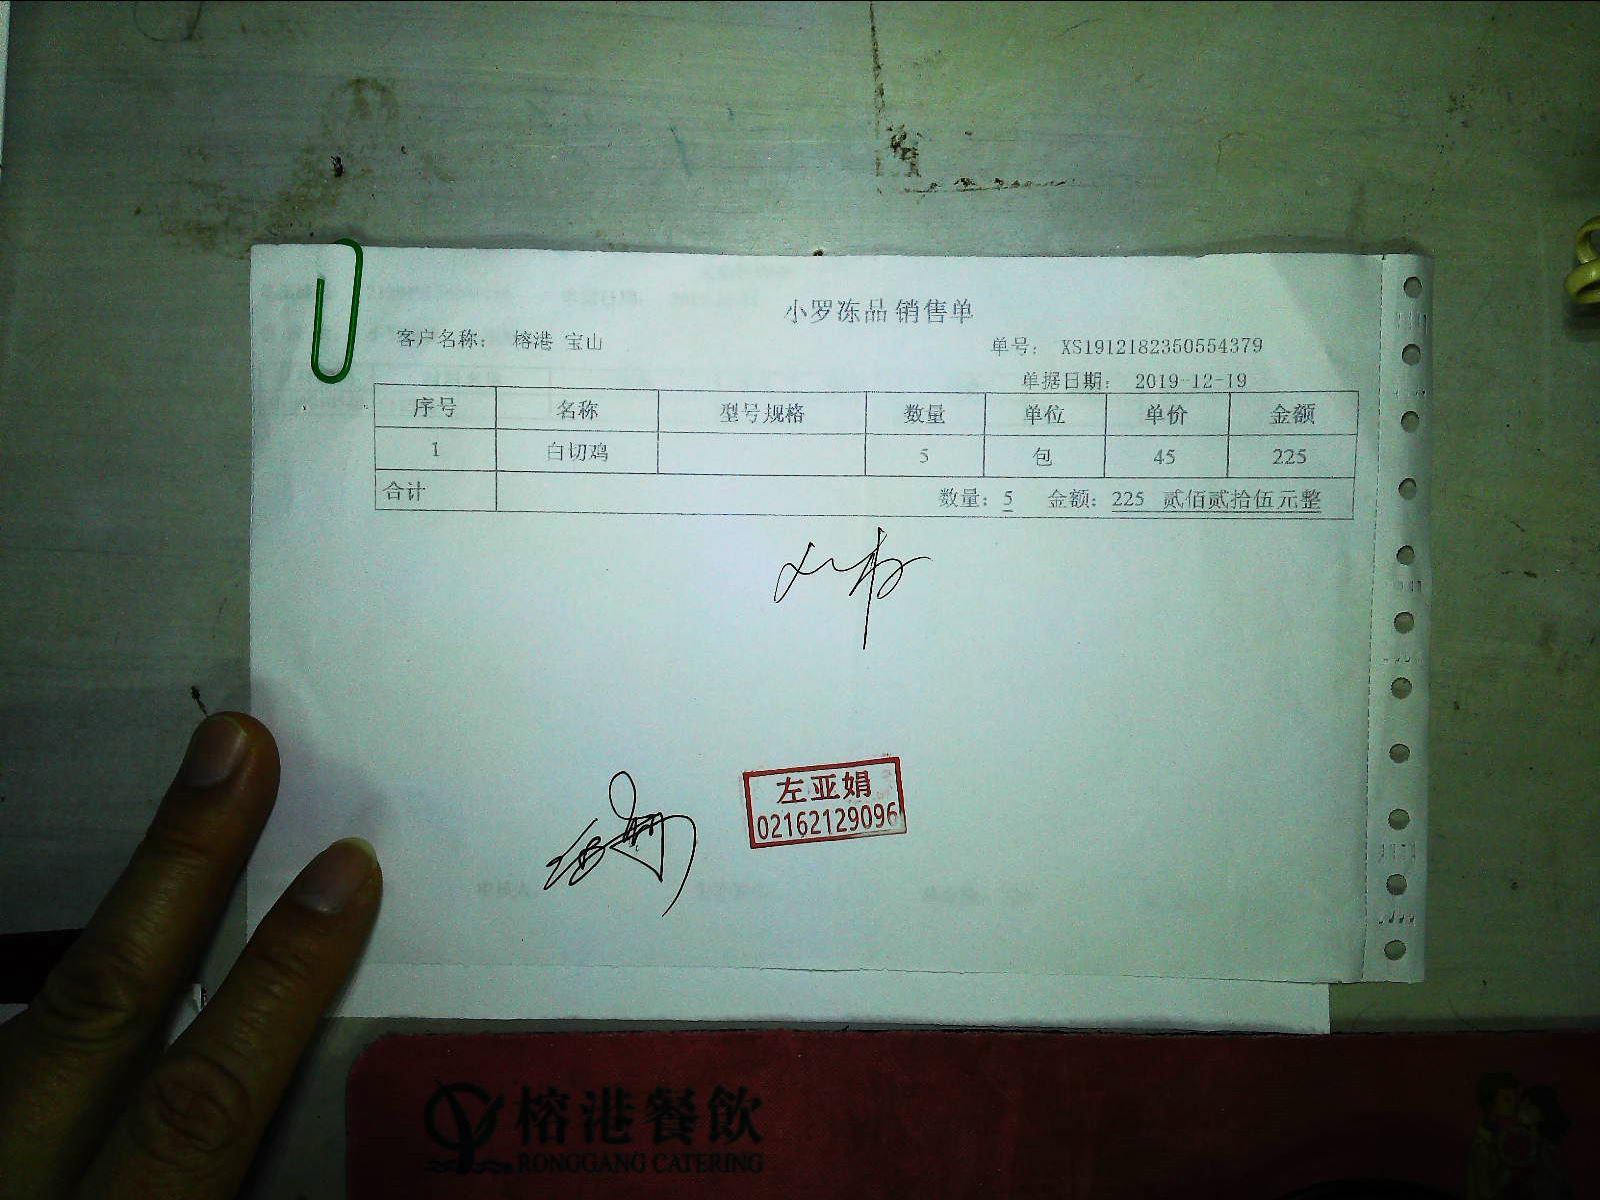 小罗冻品 销售单
客户名称： 榕港 宝山
单号： XS1912182350554379
单据日期： 2019-12-19
序号 名称 型号规格 数量 单位 单价 金额
1 白切鸡 5 包 45 225
合计 数量：5 金额：225 贰佰贰拾伍元整
左亚娟
02162129096
榕港餐飲
RONGGANG CATERING